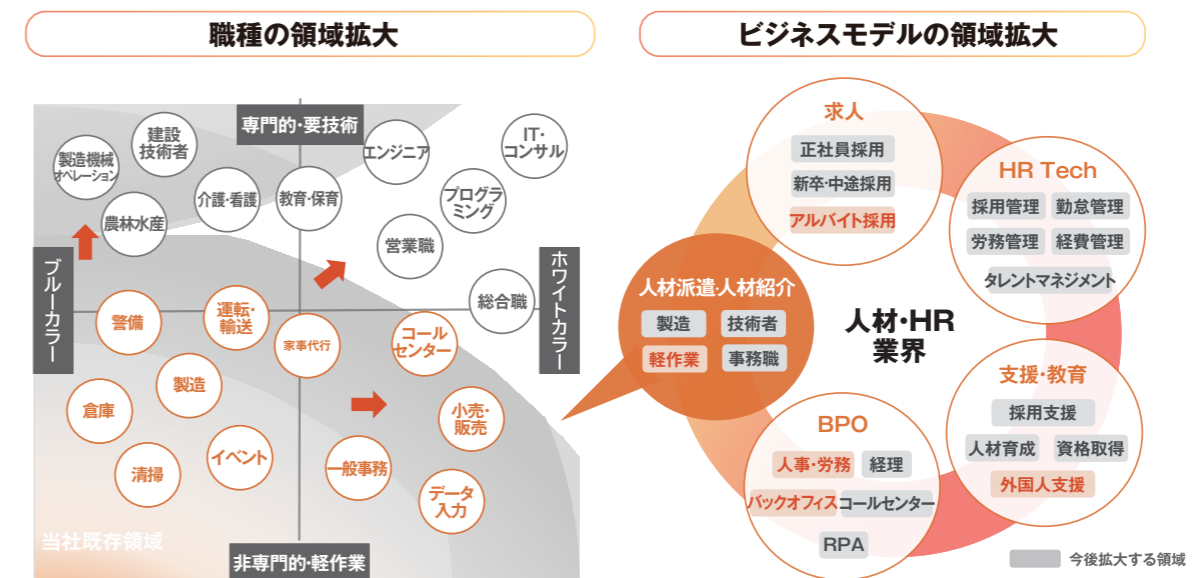 職種の領域拡大
専門的・要技術
建設
技術者
製造機械
オペレーション
農林水産
介護・看護
教育・保育
エンジニア
IT・
コンサル
プログラ
ミング
営業職
総合職
ブルーカラー
ホワイトカラー
警備
運転・
輸送
家事代行
コール
センター
製造
倉庫
小売・
販売
清掃
イベント
一般事務
データ
入力
当社既存領域
非専門的・軽作業
ビジネスモデルの領域拡大
求人
正社員採用
新卒・中途採用
アルバイト採用
HR Tech
採用管理
勤怠管理
労務管理
経費管理
タレントマネジメント
人材派遣・人材紹介
製造
技術者
軽作業
事務職
人材・HR
業界
支援・教育
採用支援
人材育成
資格取得
外国人支援
BPO
人事・労務
経理
バックオフィス
コールセンター
RPA
今後拡大する領域